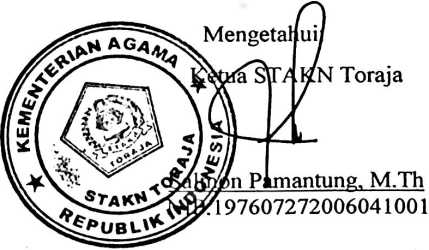 Mengetahui
Ketua STAKN Toraja
KEMENTERIAN AGAMA
REPUBLIK INDONESIA
STAKN TORAJA
TORAJA
Pamantung, M.Th
197607272006041001